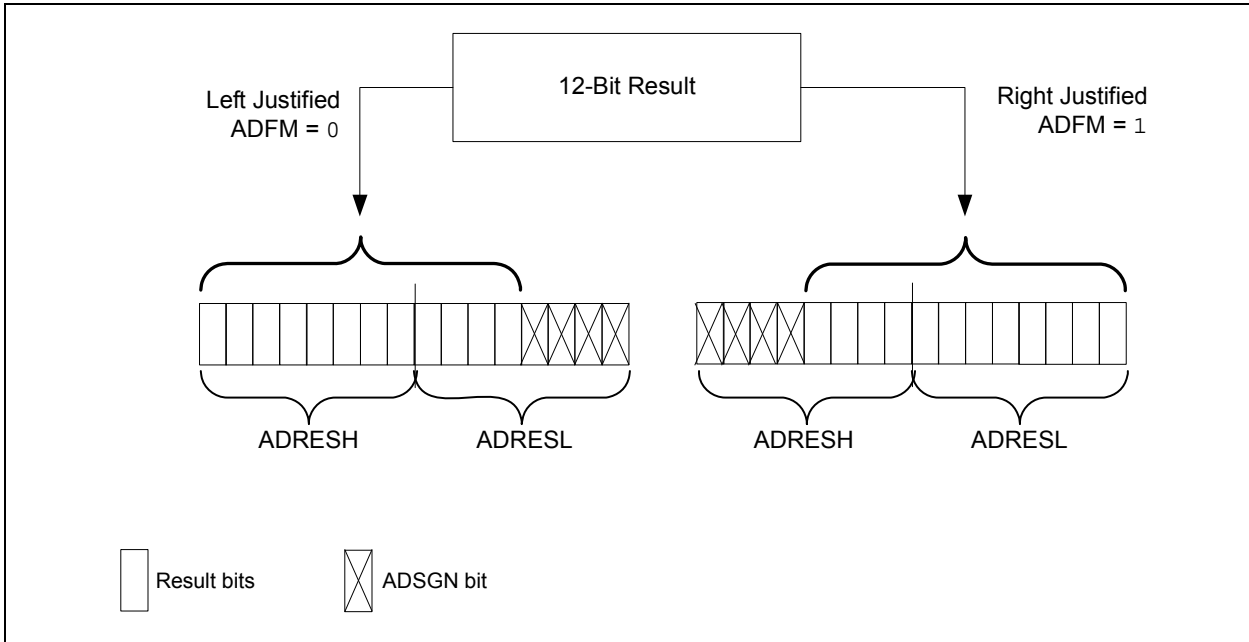 12-Bit Result
Left Justified
ADFM = 0
Right Justified
ADFM = 1
ADRESH
ADRESL
ADRESH
ADRESL
Result bits
ADSGN bit